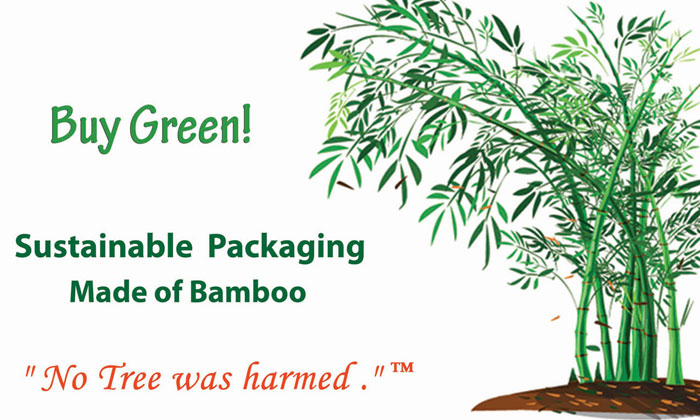 Buy Green!
Sustainable Packaging
Made of Bamboo
" No Tree was harmed ." ™